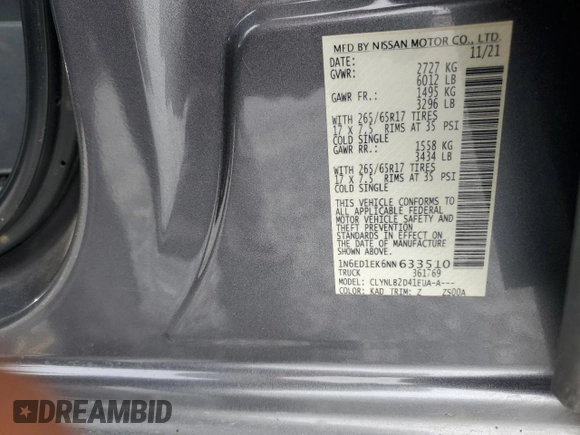 MFD BY NISSAN MOTOR CO., LTD.
DATE: 11/21
GVWR: 2727 KG
6012 LB
GAWR FR.: 1495 KG
3296 LB
WITH 265/65R17 TIRES
17 X 7.5 RIMS AT 35 PSI
COLD SINGLE
GAWR RR.: 1558 KG
3434 LB
WITH 265/65R17 TIRES
17 X 7.5 RIMS AT 35 PSI
COLD SINGLE
THIS VEHICLE CONFORMS TO
ALL APPLICABLE FEDERAL
MOTOR VEHICLE SAFETY AND
THEFT PREVENTION
STANDARDS IN EFFECT ON
THE DATE OF MANUFACTURE
SHOWN ABOVE.
1N6ED1EK6NN633510
TRUCK 361769
MODEL: CLYNLB2D41EUA-A---
COLOR: KAD TRIM: Z ZS00A
DREAMBID